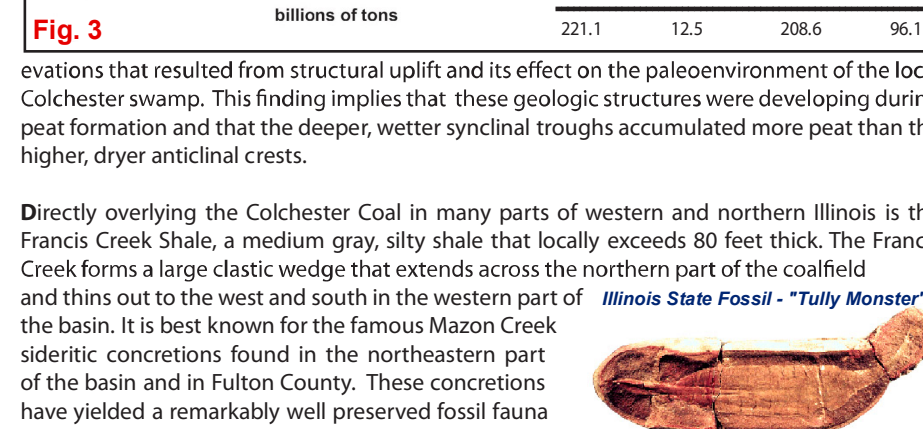 billions of tons
Fig. 3
221.1 12.5 208.6 96.1
evations that resulted from structural uplift and its effect on the paleoenvironment of the loc
Colchester swamp. This finding implies that these geologic structures were developing durin
peat formation and that the deeper, wetter synclinal troughs accumulated more peat than th
higher, dryer anticlinal crests.
Directly overlying the Colchester Coal in many parts of western and northern Illinois is th
Francis Creek Shale, a medium gray, silty shale that locally exceeds 80 feet thick. The Franc
Creek forms a large clastic wedge that extends across the northern part of the coalfield
and thins out to the west and south in the western part of
the basin. It is best known for the famous Mazon Creek
sideritic concretions found in the northeastern part
of the basin and in Fulton County. These concretions
have yielded a remarkably well preserved fossil fauna
Illinois State Fossil - "Tully Monster"